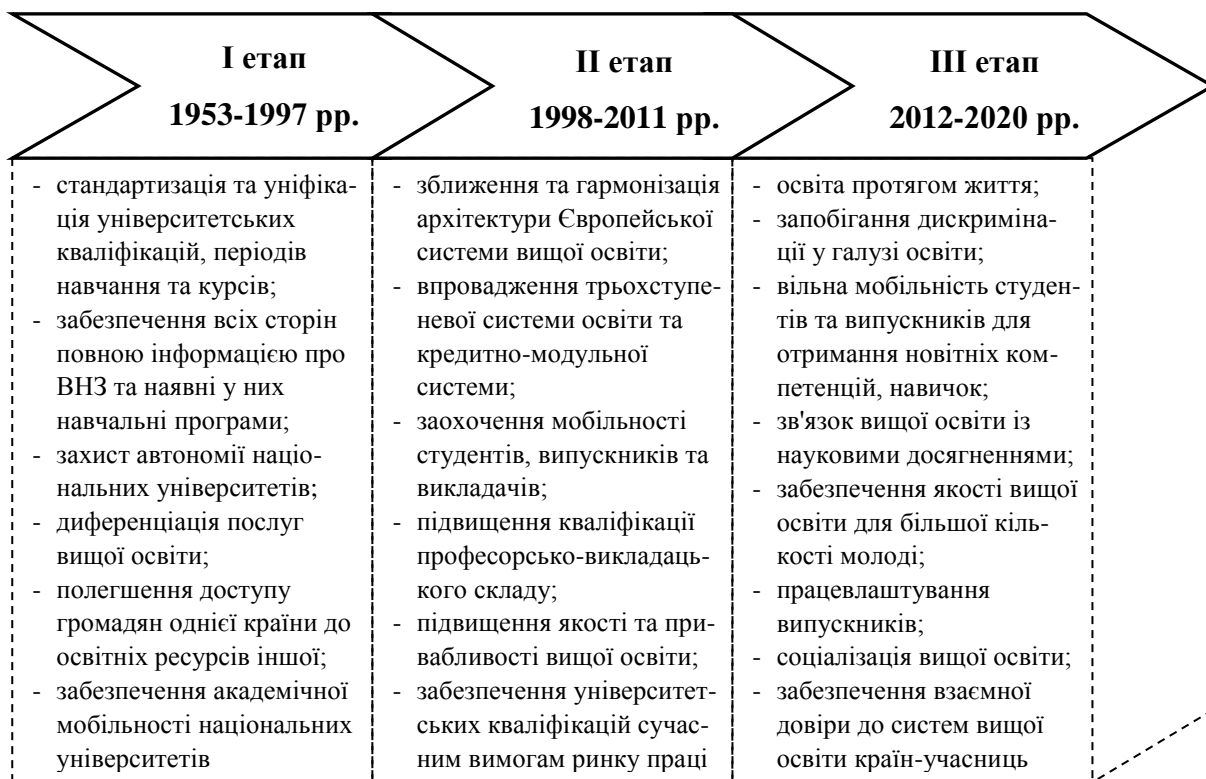 I етап
1953-1997 рр.
- стандартизація та уніфіка-
ція університетських
кваліфікацій, періодів
навчання та курсів;
- забезпечення всіх сторін
повною інформацією про
ВНЗ та наявні у них
навчальні програми;
- захист автономії націо-
нальних університетів;
- диференціація послуг
вищої освіти;
- полегшення доступу
громадян однієї країни до
освітніх ресурсів іншої;
- забезпечення академічної
мобільності національних
університетів
II етап
1998-2011 рр.
- зближення та гармонізація
архітектури Європейської
системи вищої освіти;
- впровадження трьохступе-
невої системи освіти та
кредитно-модульної
системи;
- заохочення мобільності
студентів, випускників та
викладачів;
- підвищення кваліфікації
професорсько-викладаць-
кого складу;
- підвищення якості та при-
вабливості вищої освіти;
- забезпечення університет-
ських кваліфікацій сучас-
ним вимогам ринку праці
III етап
2012-2020 рр.
- освіта протягом життя;
- запобігання дискриміна-
ції у галузі освіти;
- вільна мобільність студен-
тів та випускників для
отримання новітніх ком-
петенцій, навичок;
- зв'язок вищої освіти із
науковими досягненнями;
- забезпечення якості вищої
освіти для більшої кіль-
кості молоді;
- працевлаштування
випускників;
- соціалізація вищої освіти;
- забезпечення взаємної
довіри до систем вищої
освіти країн-учасниць